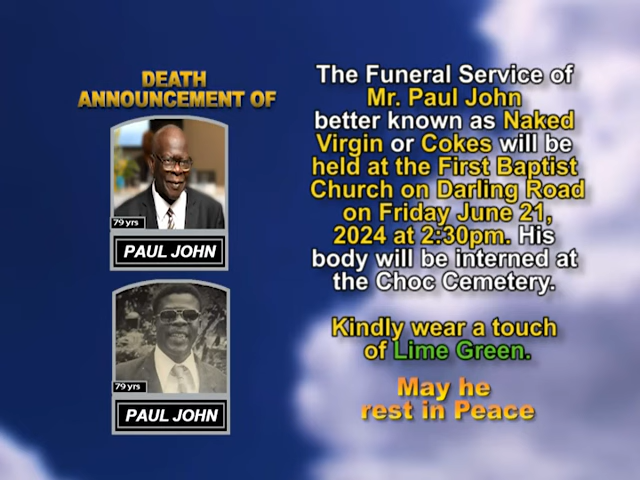 DEATH
ANNOUNCEMENT OF
79 yrs
PAUL JOHN
79 yrs
PAUL JOHN
The Funeral Service of
Mr. Paul John
better known as Naked
Virgin or Cokes will be
held at the First Baptist
Church on Darling Road
on Friday June 21,
2024 at 2:30pm. His
body will be interned at
the Choc Cemetery.
Kindly wear a touch
of Lime Green.
May he
rest in Peace